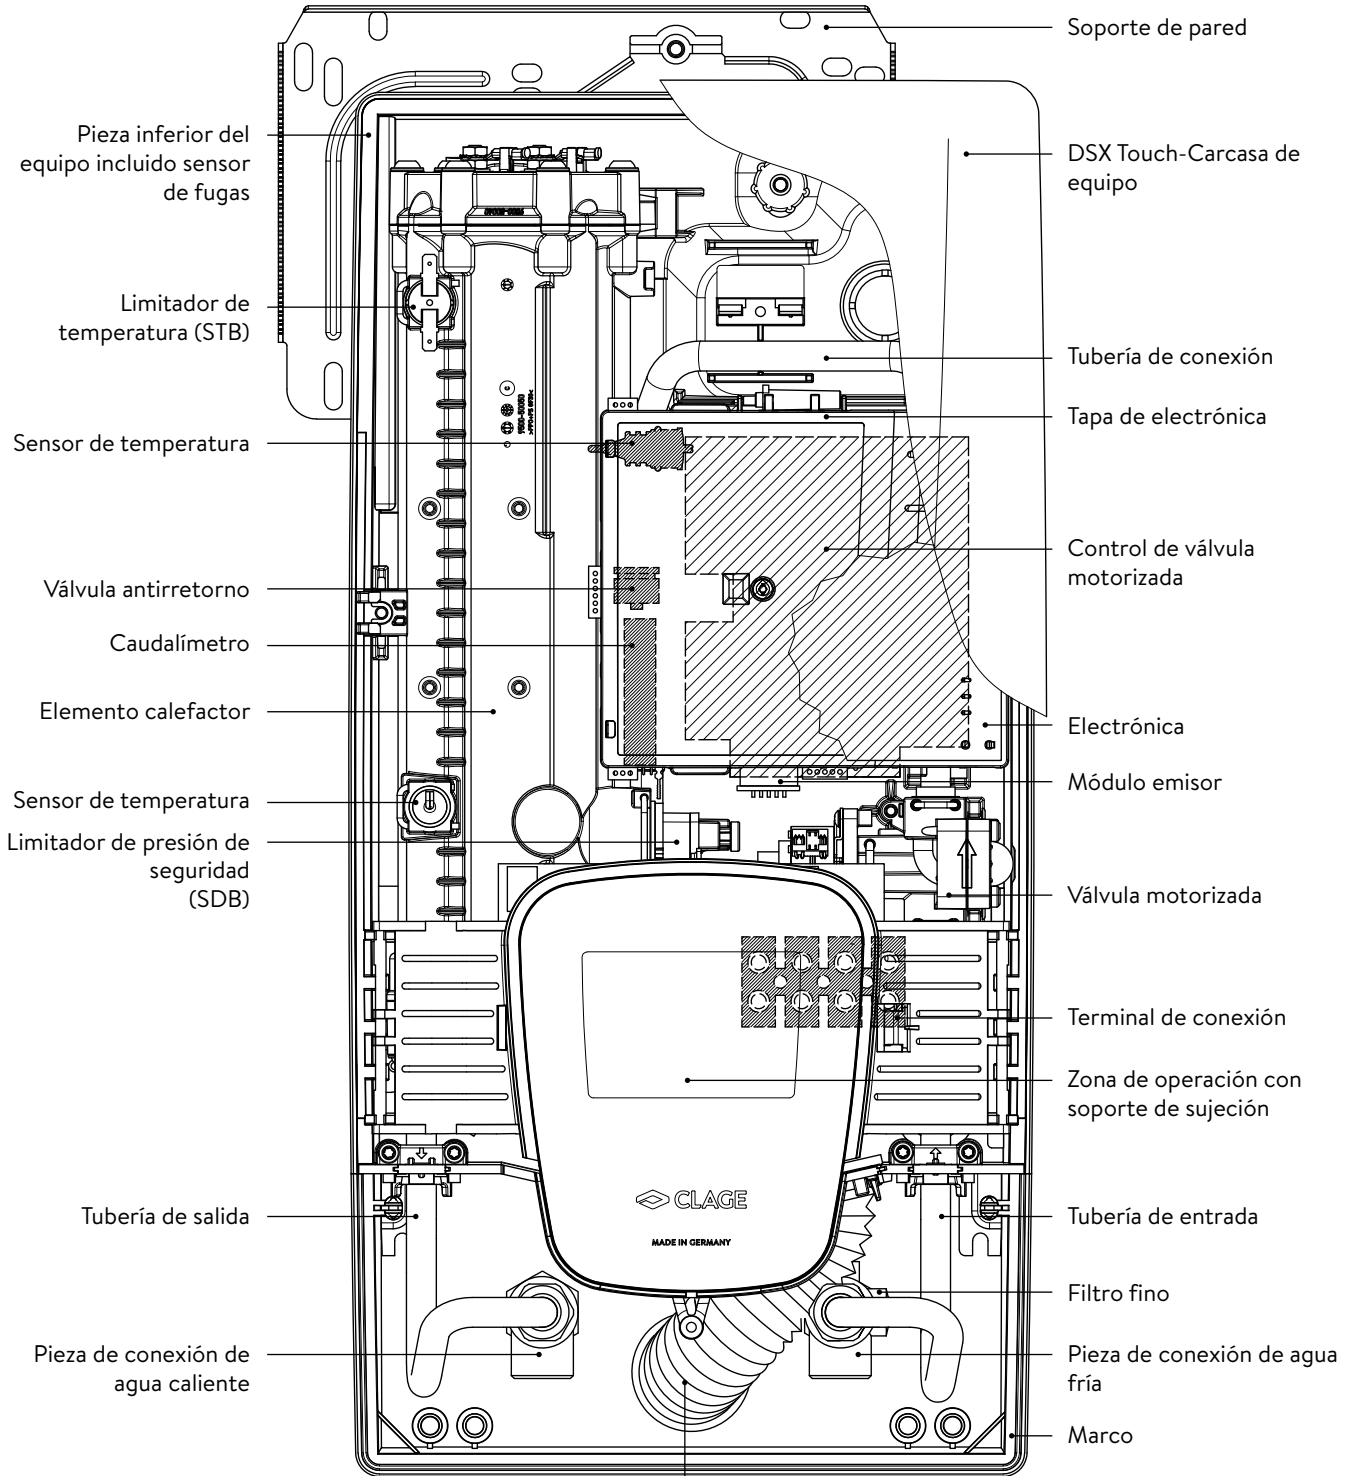 Soporte de pared
Pieza inferior del
equipo incluido sensor
de fugas
DSX Touch-Carcasa de
equipo
Limitador de
temperatura (STB)
Tubería de conexión
Tapa de electrónica
Sensor de temperatura
Control de válvula
motorizada
Válvula antirretorno
Caudalímetro
Elemento calefactor
Electrónica
Módulo emisor
Sensor de temperatura
Limitador de presión de
seguridad
(SDB)
Válvula motorizada
Terminal de conexión
Zona de operación con
soporte de sujeción
CLAGE
MADE IN GERMANY
Tubería de salida
Tubería de entrada
Filtro fino
Pieza de conexión de
agua caliente
Pieza de conexión de agua
fría
Marco